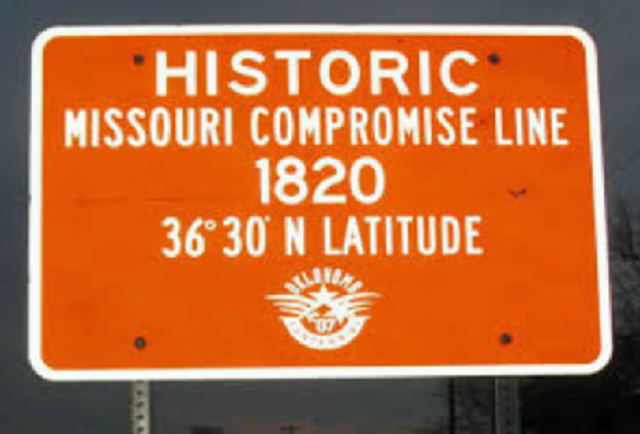 HISTORIC
MISSOURI COMPROMISE LINE
1820
36° 30' N LATITUDE
OKLAHOMA
'07
CENTENNIAL